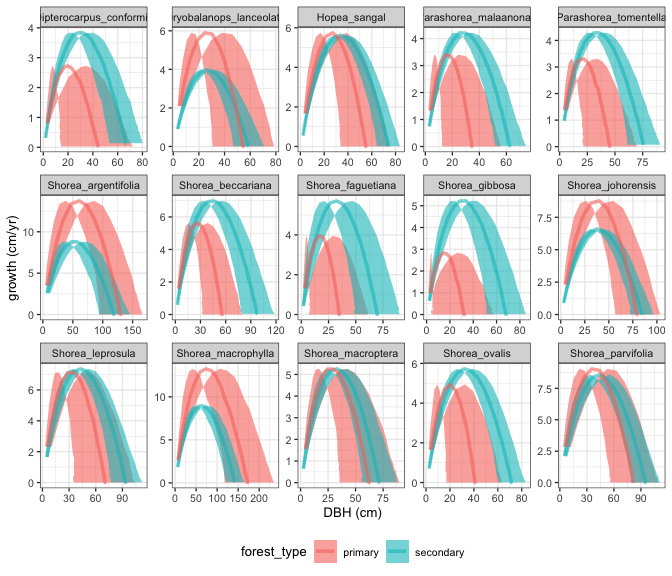 ipterocarpus_conformi
ryobalanops_lanceolat
Hopea_sangal
arashorea_malaanona
Parashorea_tomentella
4
3
2
1
0
0 20 40 60 80
6
4
2
0
0 20 40 60 80
6
4
2
0
0 20 40 60 80
4
3
2
1
0
0 20 40 60
4
3
2
1
0
0 25 50 75
Shorea_argentifolia
Shorea_beccariana
Shorea_faguetiana
Shorea_gibbosa
Shorea_johorensis
10
5
0
0 50 100 150
6
4
2
0
0 30 60 90 120
4
2
0
0 25 50 75
5
4
3
2
1
0
0 20 40 60 80
7.5
5.0
2.5
0.0
0 25 50 75 100
Shorea_leprosula
Shorea_macrophylla
Shorea_macroptera
Shorea_ovalis
Shorea_parvifolia
6
4
2
0
0 30 60 90
10
5
0
0 50 100 150 200
5
4
3
2
1
0
0 25 50 75
6
4
2
0
0 20 40 60 80
7.5
5.0
2.5
0.0
0 30 60 90
growth (cm/yr)
DBH (cm)
forest_type primary secondary